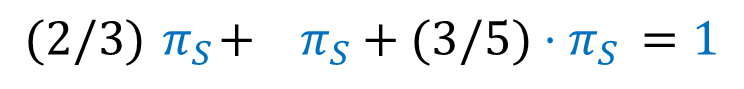 (2/3) π_S + π_S + (3/5) · π_S = 1